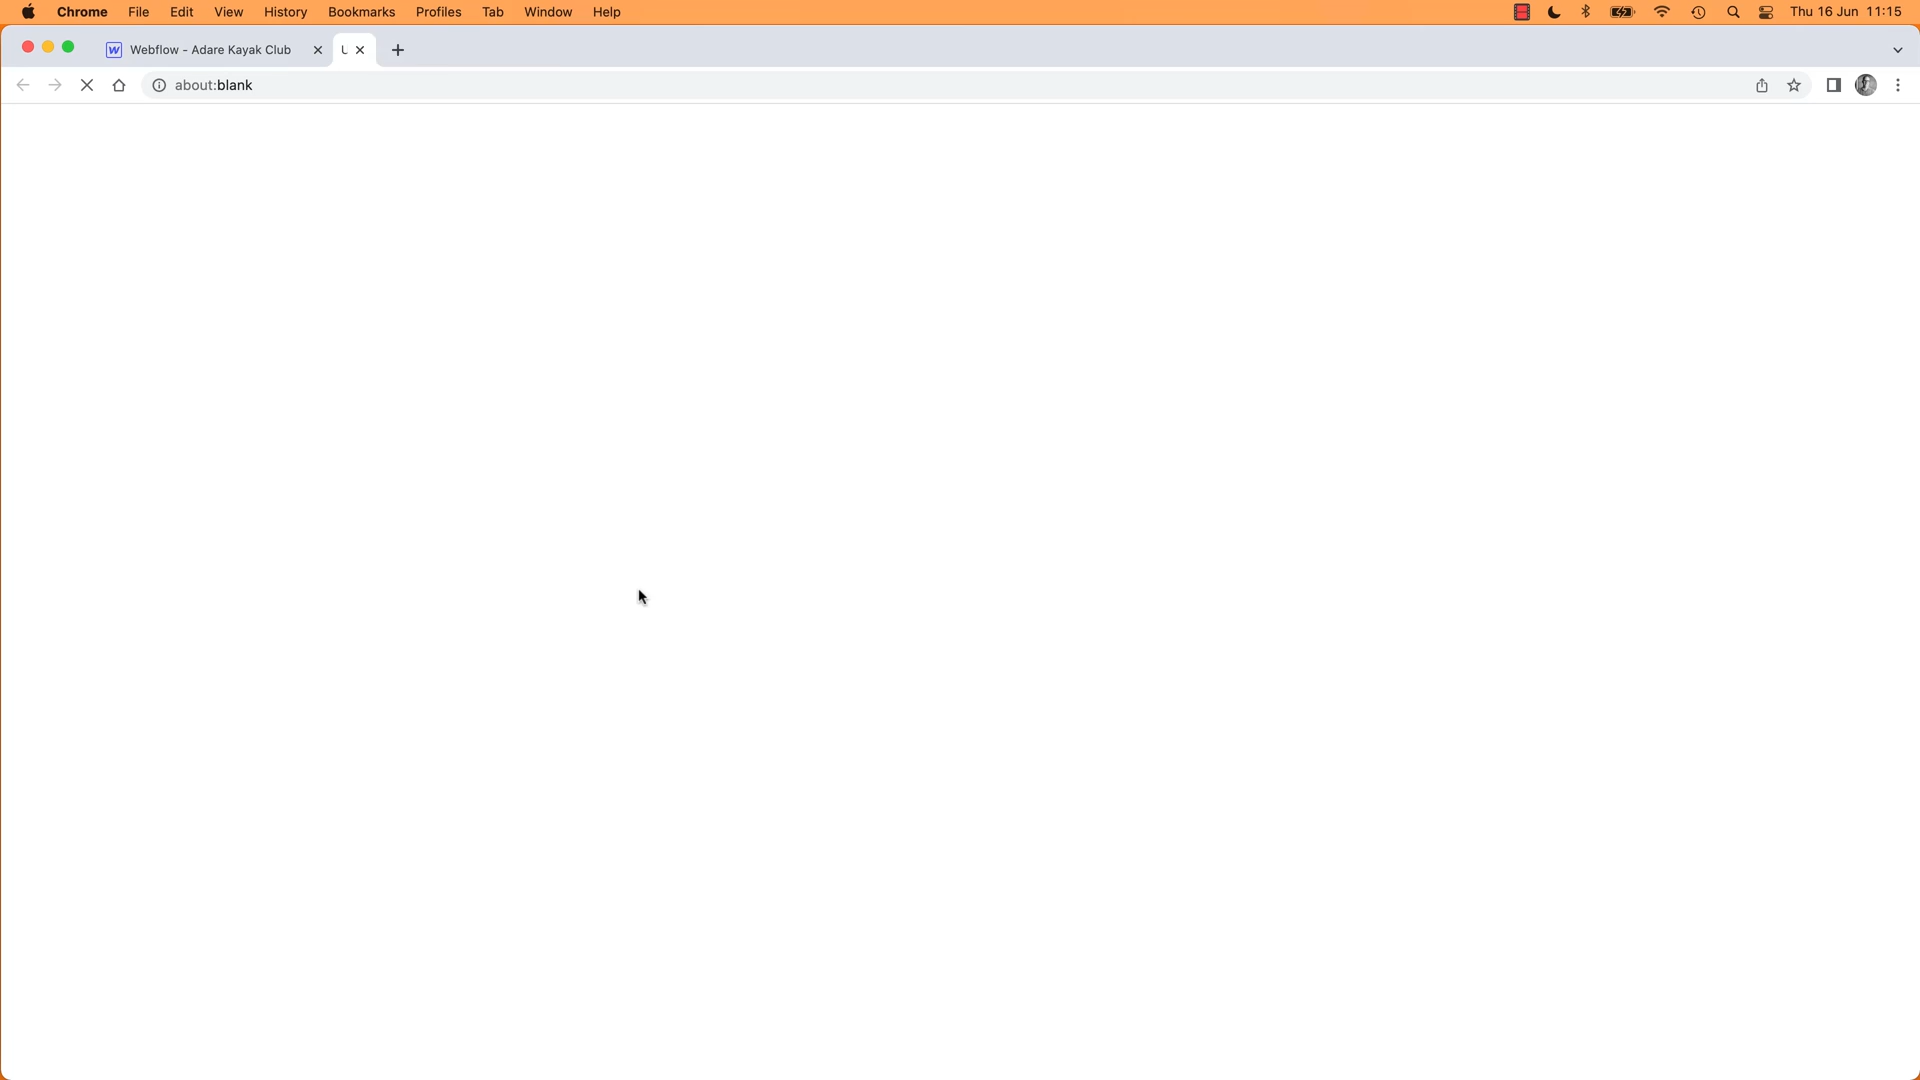 Chrome File Edit View History Bookmarks Profiles Tab Window Help Thu 16 Jun 11:15
Webflow - Adare Kayak Club
about:blank